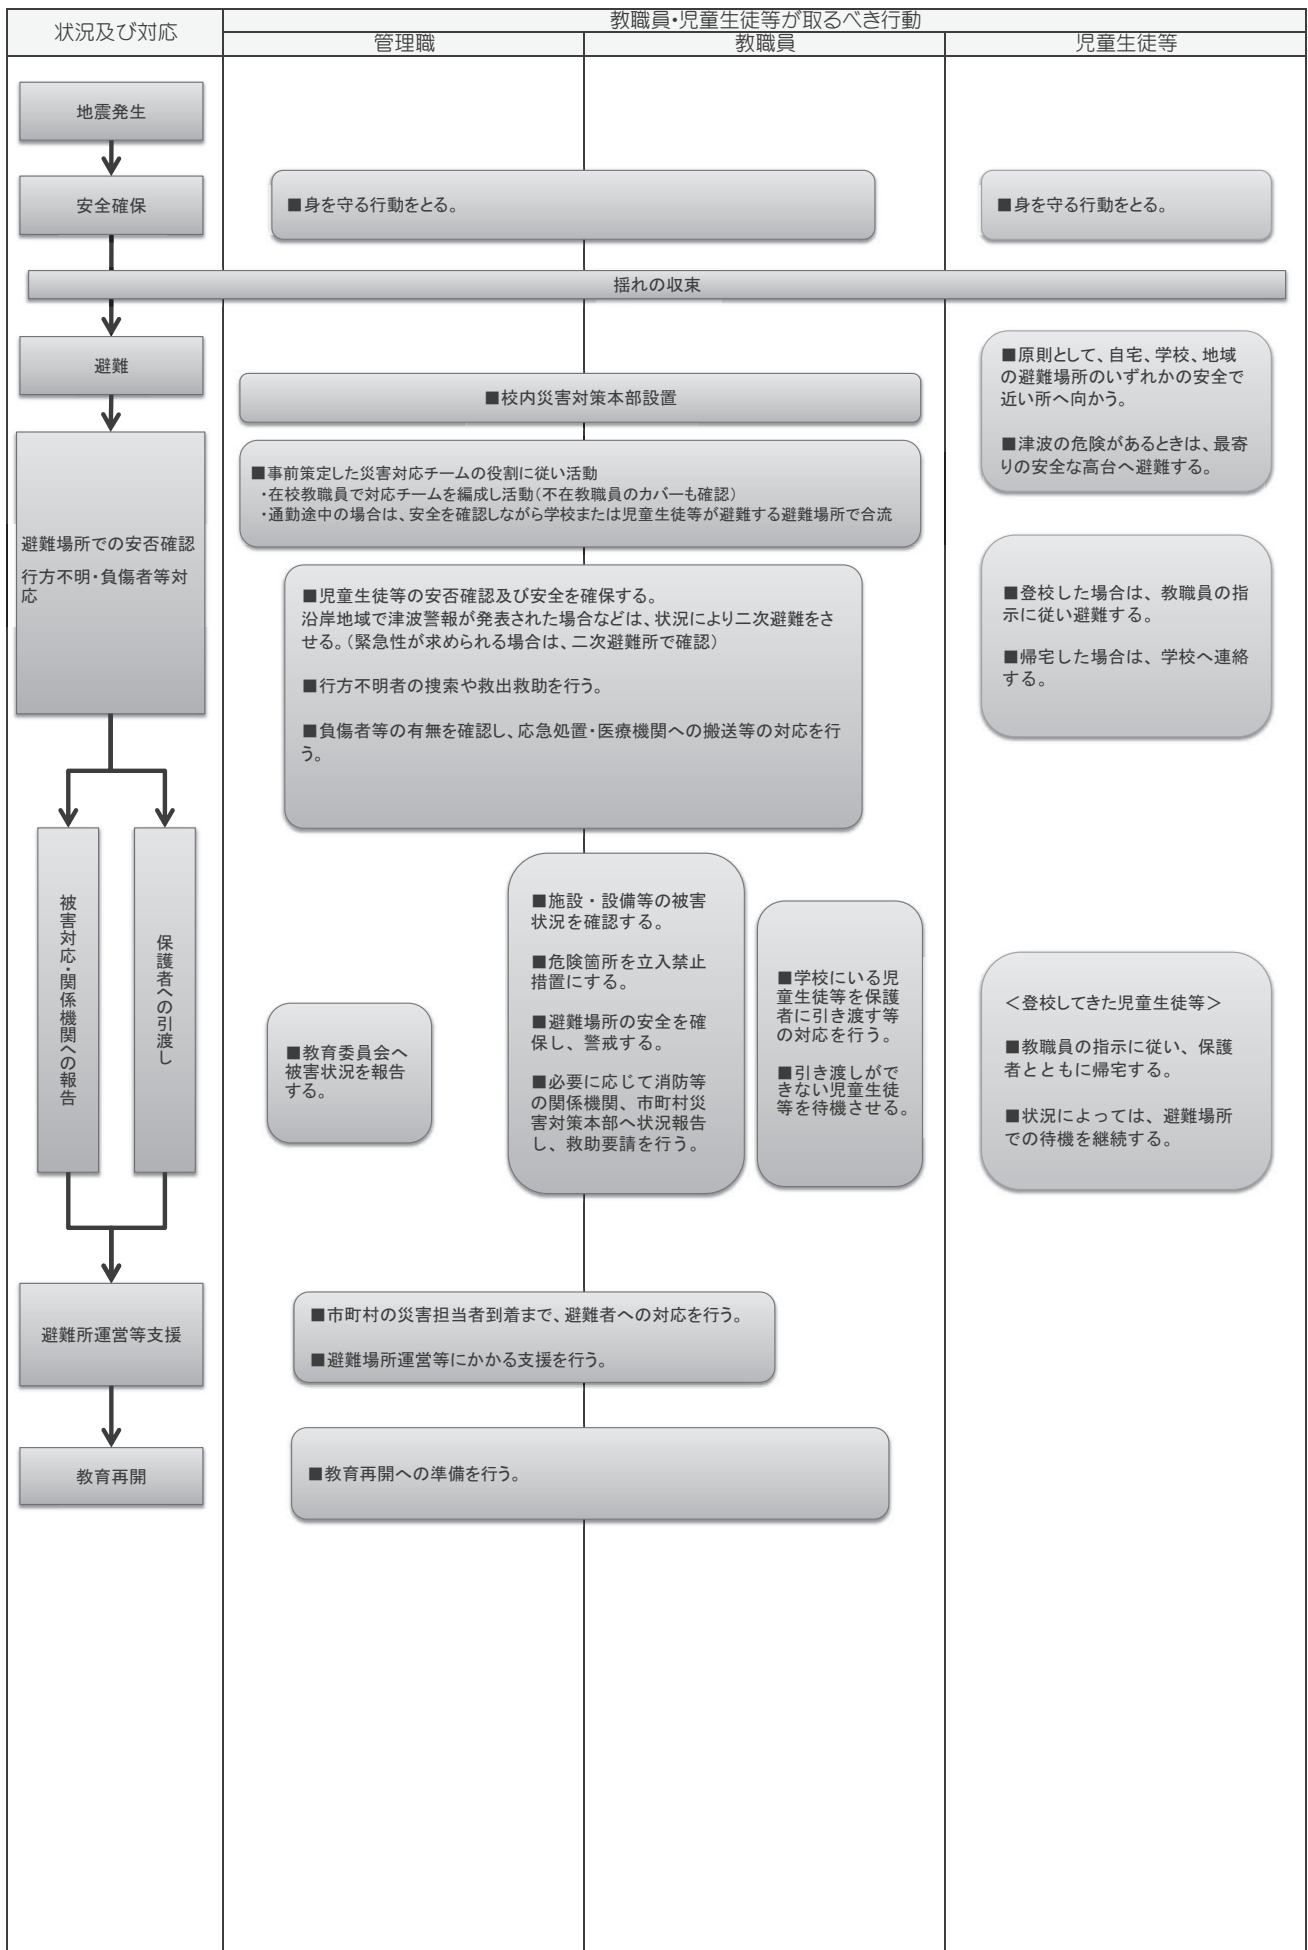 状況及び対応
教職員・児童生徒等が取るべき行動
管理職
教職員
児童生徒等
地震発生
安全確保
■身を守る行動をとる。
■身を守る行動をとる。
揺れの収束
避難
■校内災害対策本部設置
■原則として、自宅、学校、地域
の避難場所のいずれかの安全で
近い所へ向かう。
■津波の危険があるときは、最寄
りの安全な高台へ避難する。
避難場所での安否確認
行方不明・負傷者等対
応
■事前策定した災害対応チームの役割に従い活動
・在校教職員で対応チームを編成し活動(不在教職員のカバーも確認)
・通勤途中の場合は、安全を確認しながら学校または児童生徒等が避難する避難場所で合流
■児童生徒等の安否確認及び安全を確保する。
沿岸地域で津波警報が発表された場合などは、状況により二次避難をさ
せる。(緊急性が求められる場合は、二次避難所で確認)
■行方不明者の捜索や救出救助を行う。
■負傷者等の有無を確認し、応急処置・医療機関への搬送等の対応を行
う。
■登校した場合は、教職員の指
示に従い避難する。
■帰宅した場合は、学校へ連絡
する。
被害対応・関係機関への報告
保護者への引渡し
■教育委員会へ
被害状況を報告
する。
■施設・設備等の被害
状況を確認する。
■危険箇所を立入禁止
措置にする。
■避難場所の安全を確
保し、警戒する。
■必要に応じて消防等
の関係機関、市町村災
害対策本部へ状況報告
し、救助要請を行う。
■学校にいる児
童生徒等を保護
者に引き渡す等
の対応を行う。
■引き渡しがで
きない児童生徒
等を待機させる。
<登校してきた児童生徒等>
■教職員の指示に従い、保護
者とともに帰宅する。
■状況によっては、避難場所
での待機を継続する。
避難所運営等支援
■市町村の災害担当者到着まで、避難者への対応を行う。
■避難場所運営等にかかる支援を行う。
教育再開
■教育再開への準備を行う。